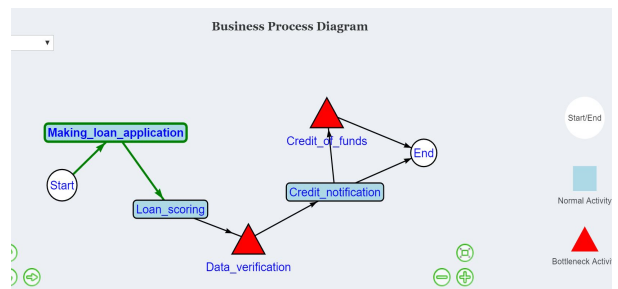 Business Process Diagram
Making_loan_application
Credit_of_funds
Start/End
End
Start
Credit_notification
Loan_scoring
Normal Activity
Data_verification
Bottleneck Activi